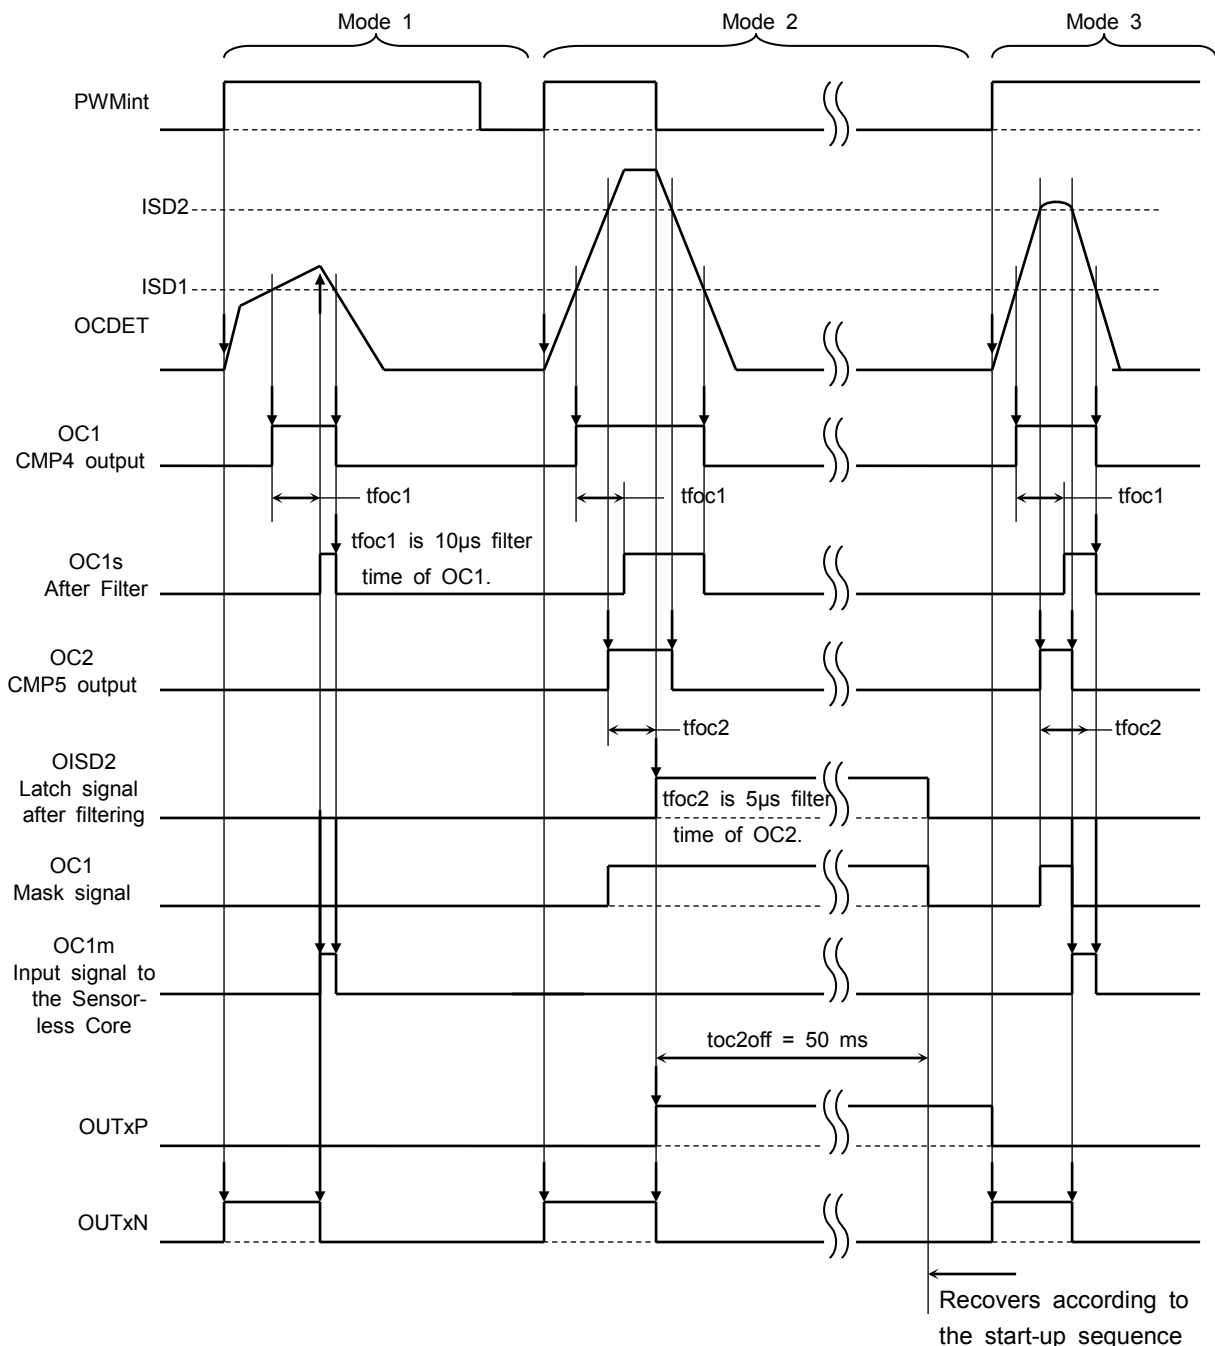 Mode 1
Mode 2
Mode 3
PWMint
ISD2
ISD1
OCDET
OC1
CMP4 output
tfoc1
tfoc1
tfoc1
tfoc1 is 10µs filter
time of OC1.
OC1s
After Filter
OC2
CMP5 output
tfoc2
tfoc2
OISD2
Latch signal
after filtering
tfoc2 is 5µs filter
time of OC2.
OC1
Mask signal
OC1m
Input signal to
the Sensor-
less Core
toc2off = 50 ms
OUTxP
OUTxN
Recovers according to
the start-up sequence